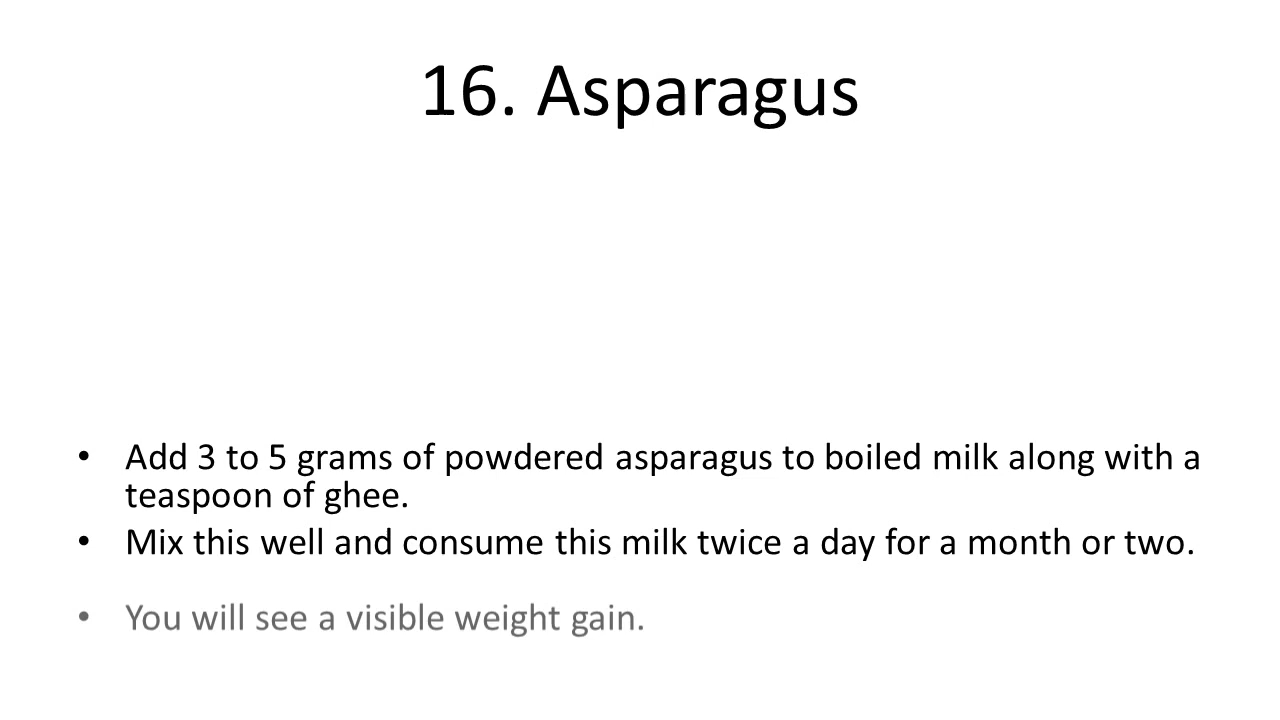 16. Asparagus
• Add 3 to 5 grams of powdered asparagus to boiled milk along with a
teaspoon of ghee.
• Mix this well and consume this milk twice a day for a month or two.
• You will see a visible weight gain.